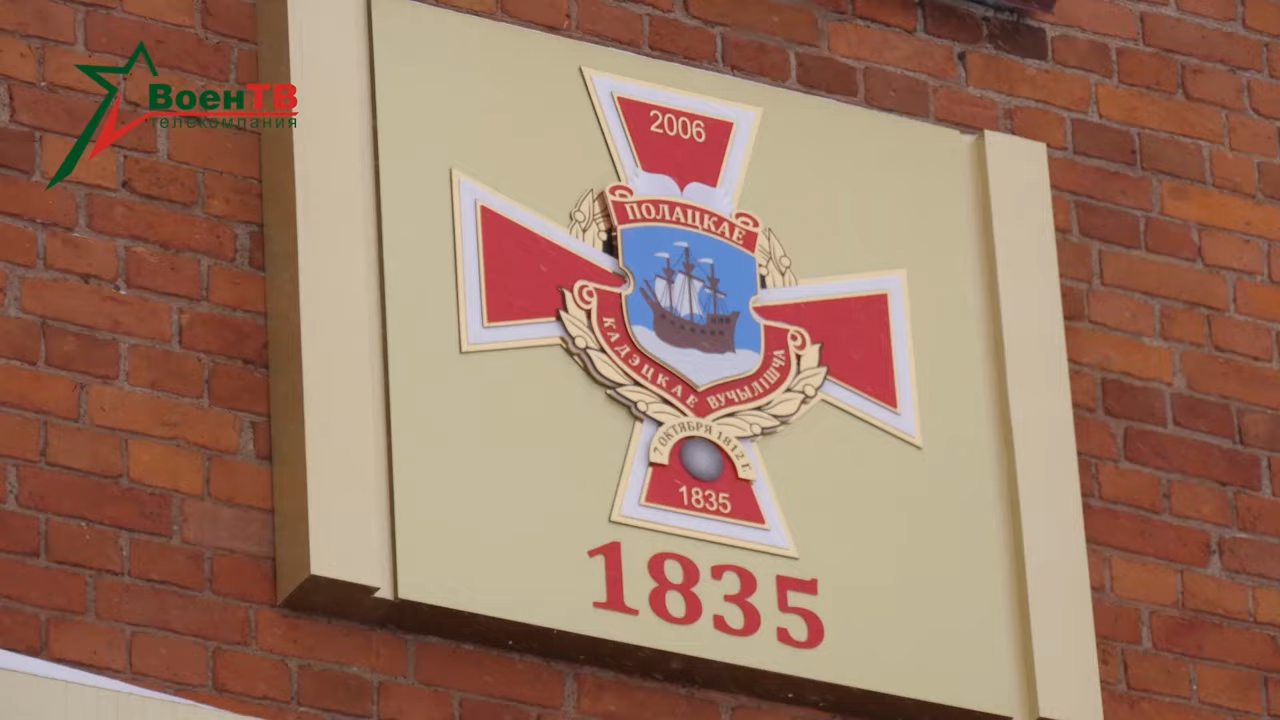 ВоенТВ
телекомпания
2006
ПОЛАЦКАЕ
КАДЭЦКАЕ ВУЧЫЛІШЧА
7 ОКТЯБРЯ 1812 Г.
1835
1835